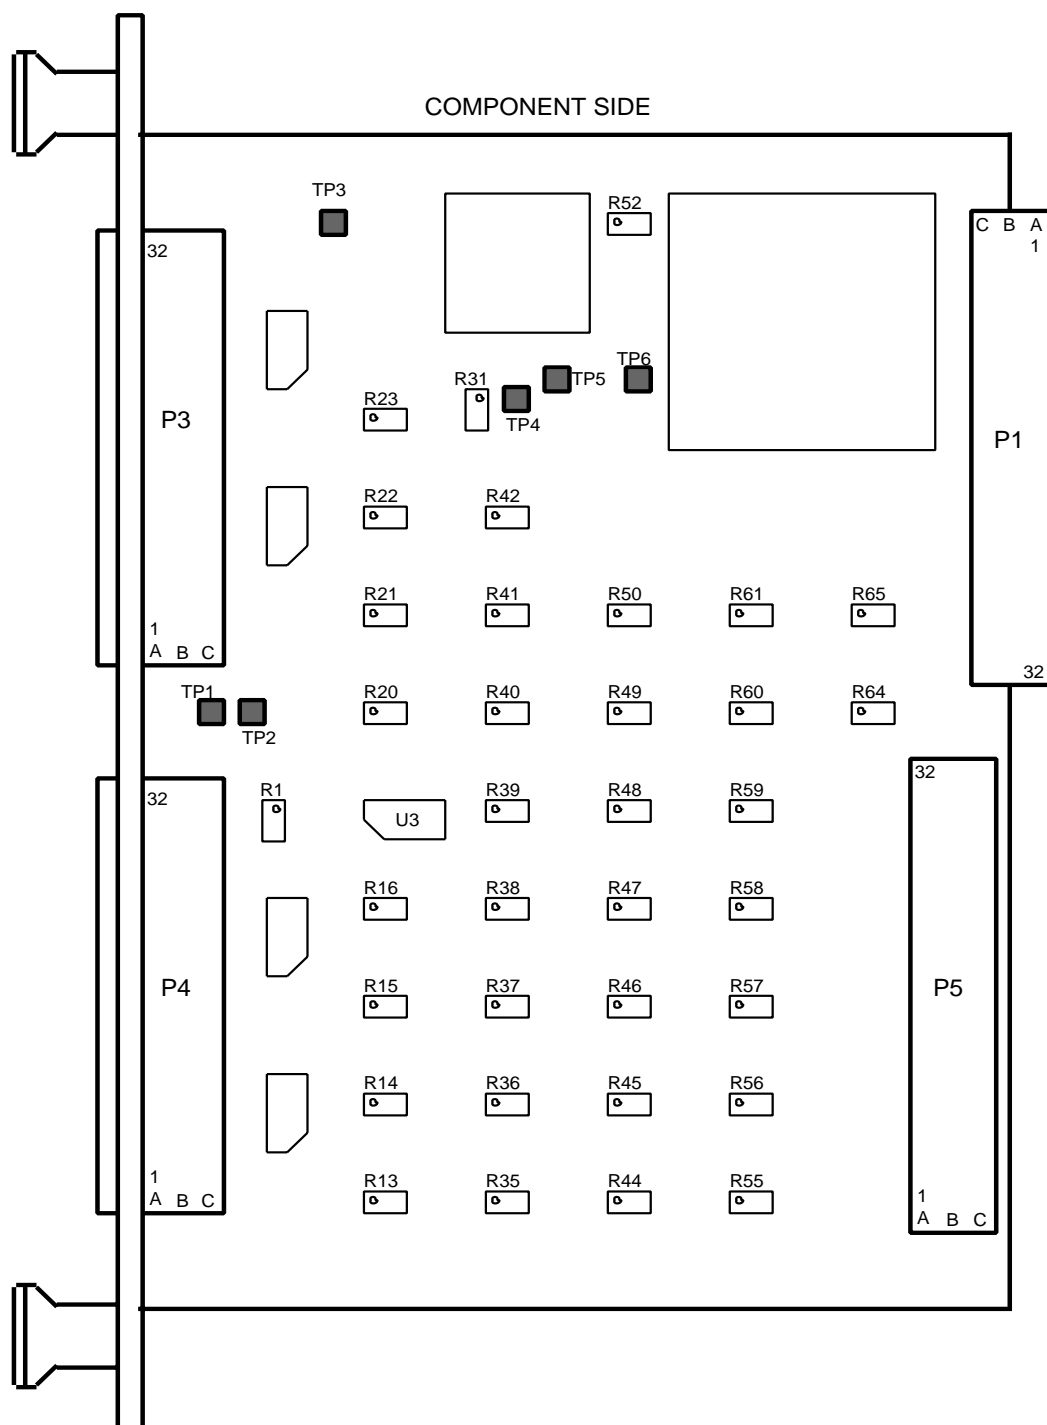 COMPONENT SIDE
TP3
R52
C B A
1
32
P3
R31
TP5
TP6
R23
TP4
P1
R22
R42
R21
R41
R50
R61
R65
1
A B C
32
TP1
R20
R40
R49
R60
R64
TP2
32
32
R1
R39
R48
R59
U3
R16
R38
R47
R58
P4
R15
R37
R46
R57
P5
R14
R36
R45
R56
1
A B C
R13
R35
R44
R55
1
A B C